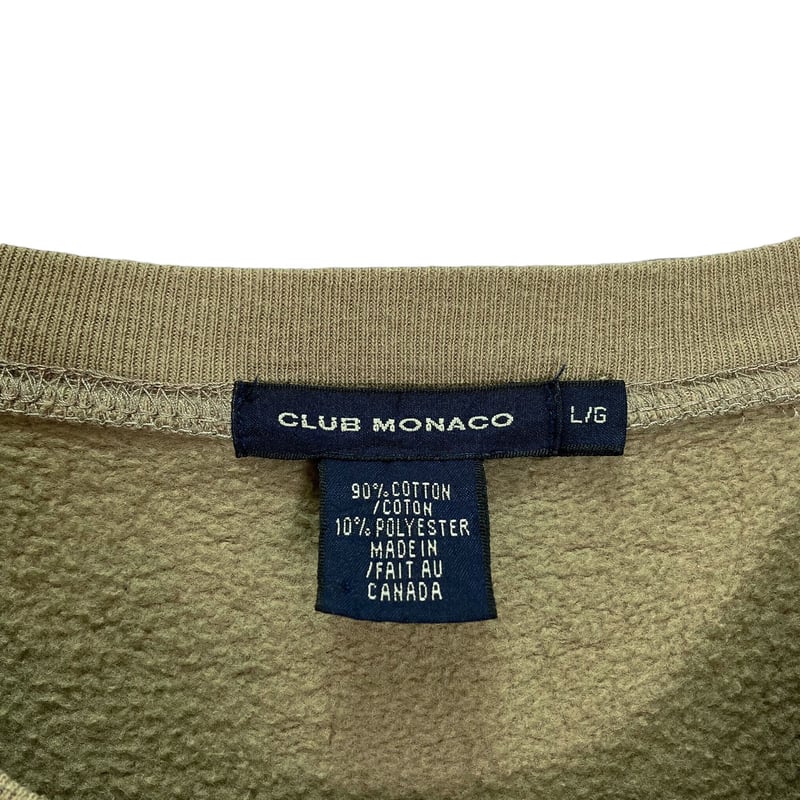 CLUB MONACO
L/G
90% COTTON
/COTON
10% POLYESTER
MADE IN
/FAIT AU
CANADA